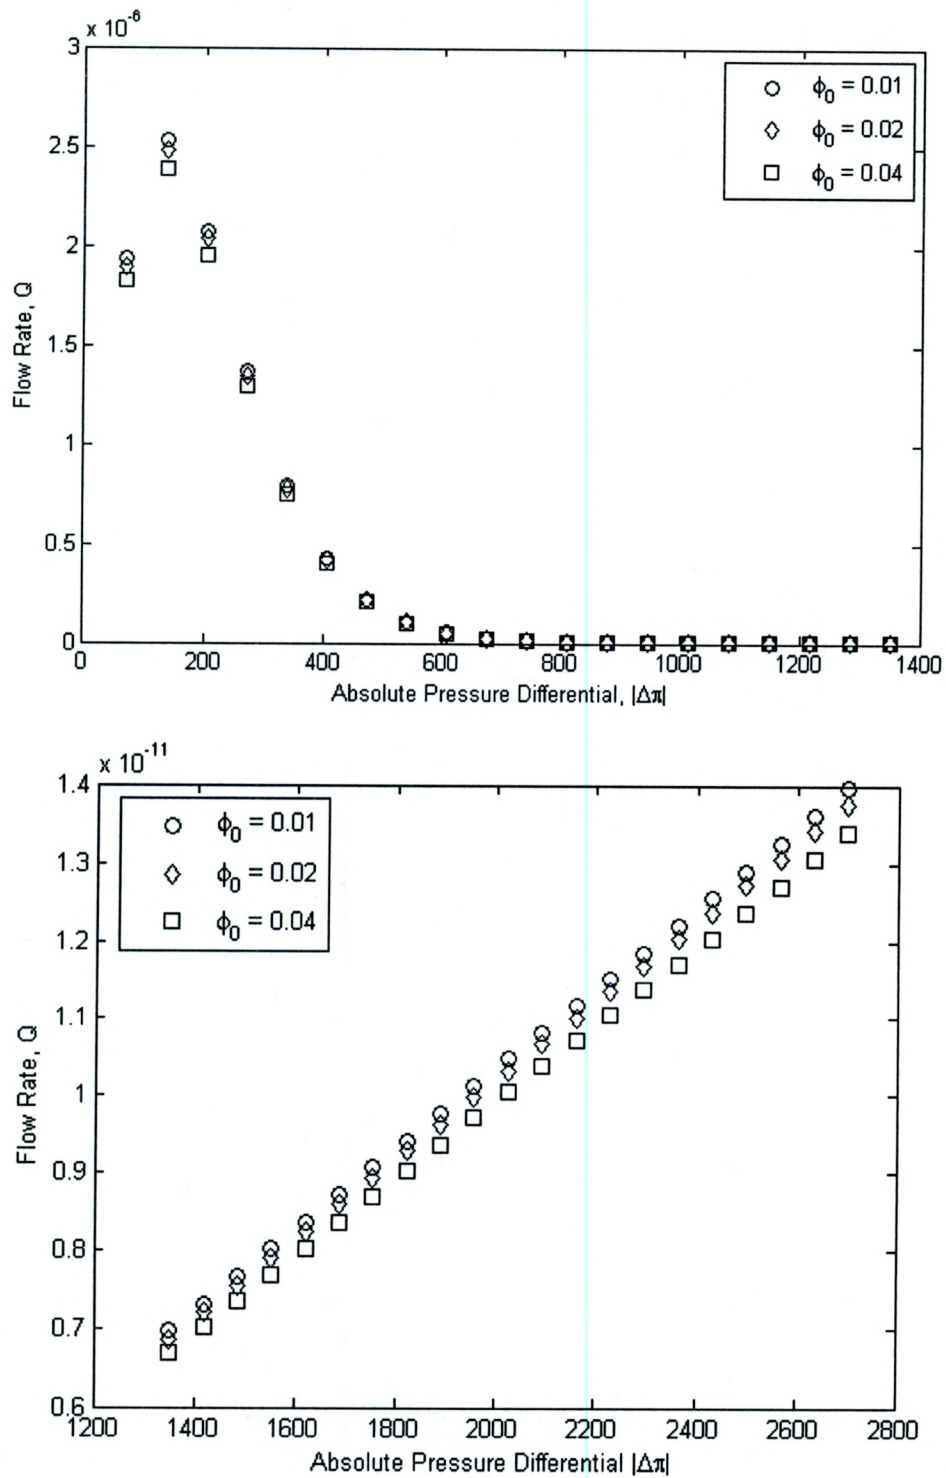 x 10^-6
3
2.5
2
1.5
1
0.5
0
Flow Rate, Q
ϕ0 = 0.01
ϕ0 = 0.02
ϕ0 = 0.04
0 200 400 600 800 1000 1200 1400
Absolute Pressure Differential, |Δπ|
x 10^-11
1.4
1.3
1.2
1.1
1
0.9
0.8
0.7
0.6
Flow Rate, Q
ϕ0 = 0.01
ϕ0 = 0.02
ϕ0 = 0.04
1200 1400 1600 1800 2000 2200 2400 2600 2800
Absolute Pressure Differential |Δπ|